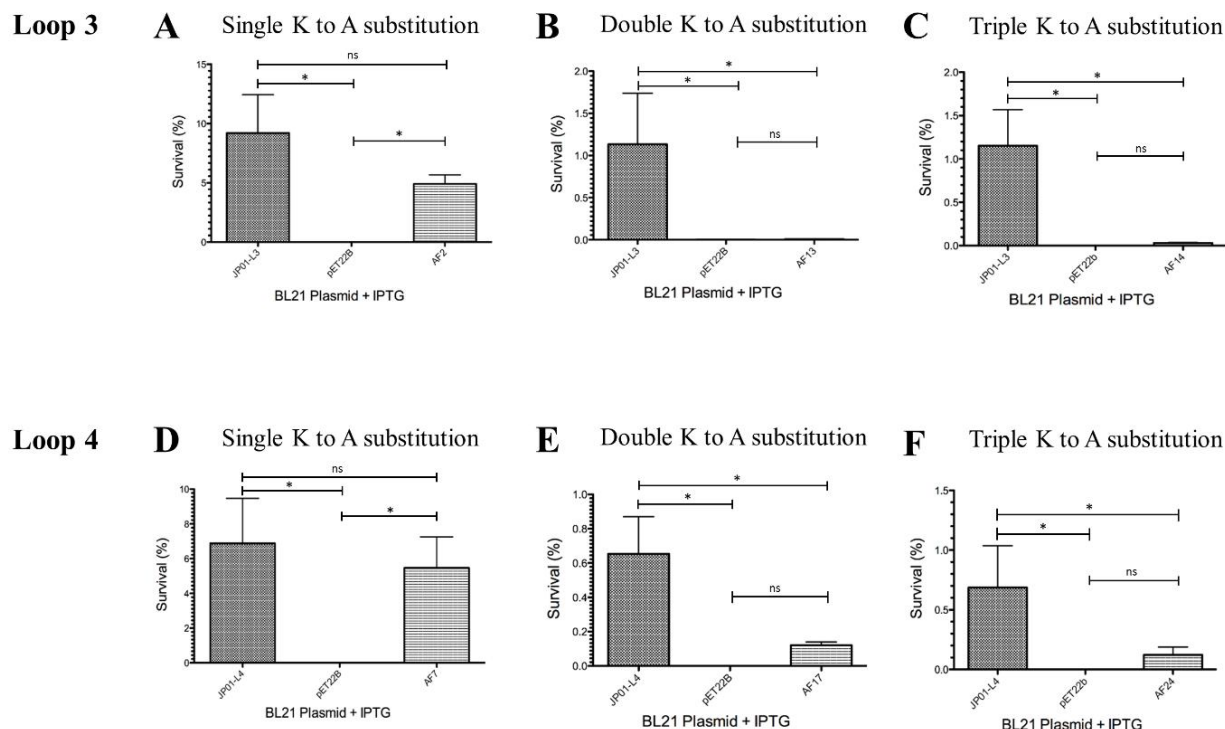 Loop 3
A Single K to A substitution
ns
*
*
Survival (%)
15
10
5
0
JP01-L3
pET22B
AF2
BL21 Plasmid + IPTG
B Double K to A substitution
*
*
ns
Survival (%)
2.0
1.5
1.0
0.5
0.0
JP01-L3
pET22B
AF13
BL21 Plasmid + IPTG
C Triple K to A substitution
*
*
ns
Survival (%)
2.0
1.5
1.0
0.5
0.0
JP01-L3
pET22b
AF14
BL21 Plasmid + IPTG
Loop 4
D Single K to A substitution
ns
*
*
Survival (%)
10
8
6
4
2
0
JP01-L4
pET22B
AF7
BL21 Plasmid + IPTG
E Double K to A substitution
*
*
ns
Survival (%)
1.0
0.8
0.6
0.4
0.2
0.0
JP01-L4
pET22B
AF17
BL21 Plasmid + IPTG
F Triple K to A substitution
*
*
ns
Survival (%)
1.5
1.0
0.5
0.0
JP01-L4
pET22b
AF24
BL21 Plasmid + IPTG